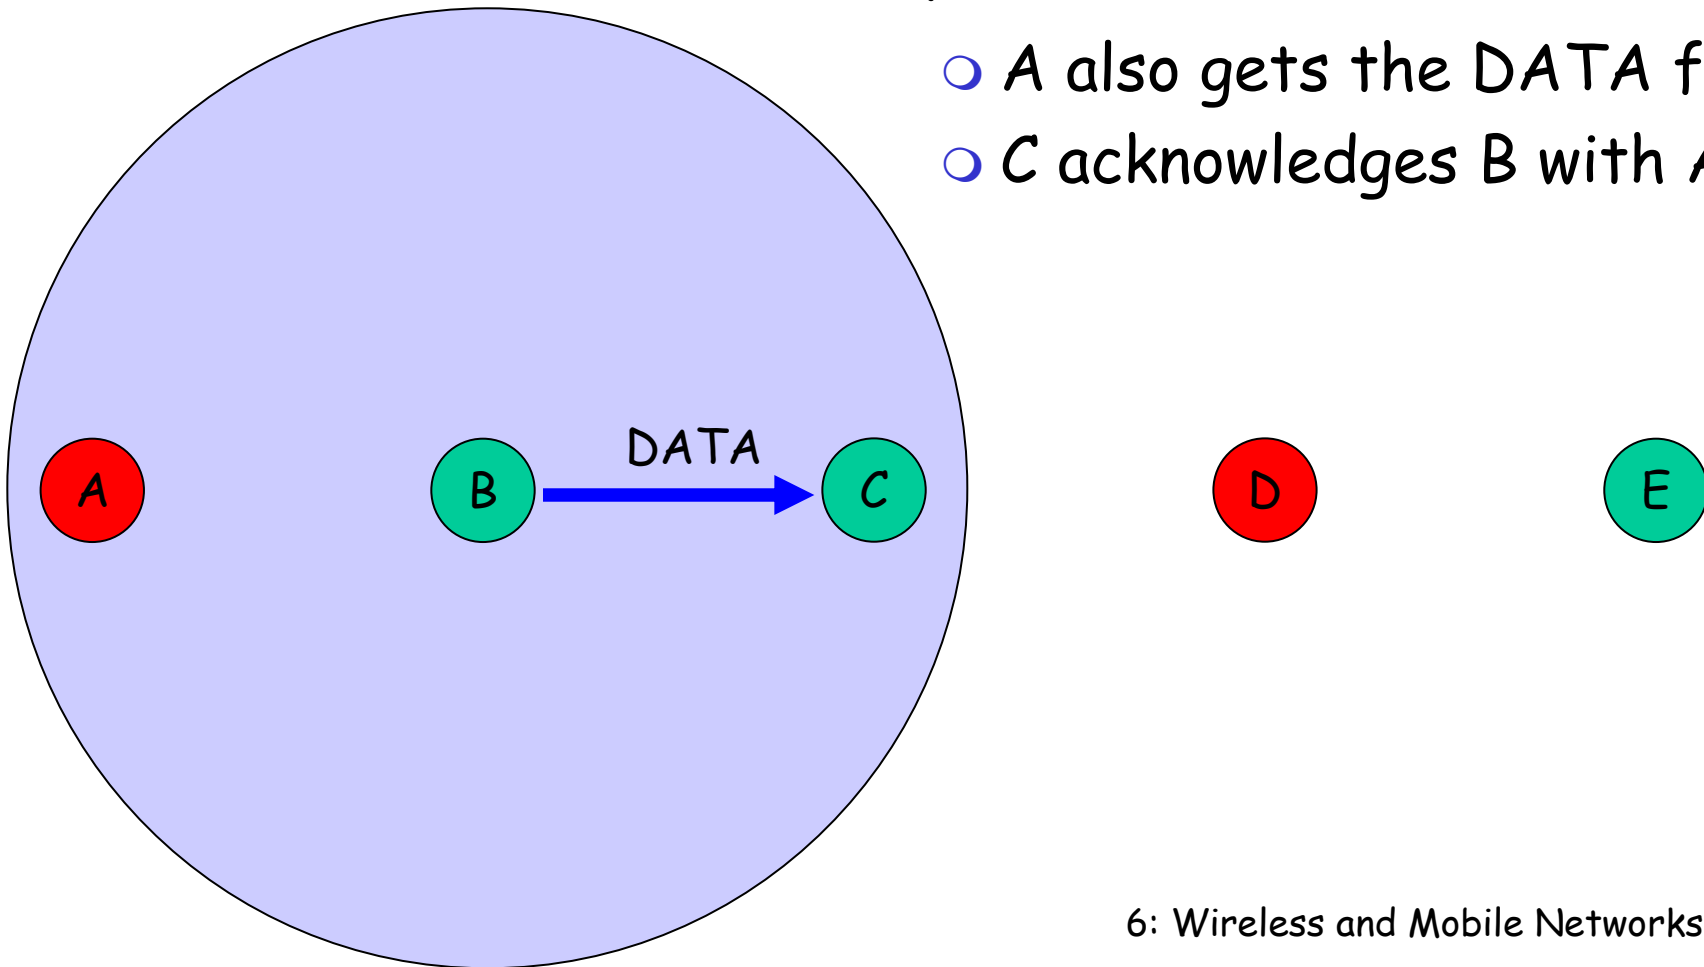 A also gets the DATA f
C acknowledges B with A
DATA
A
B
C
D
E
6: Wireless and Mobile Networks